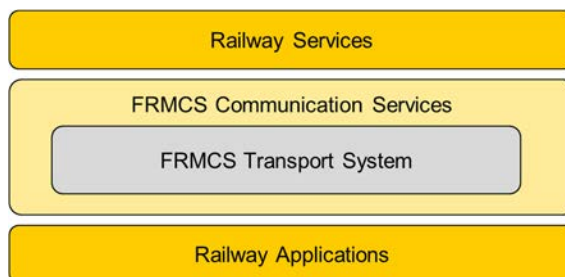 Railway Services
FRMCS Communication Services
FRMCS Transport System
Railway Applications